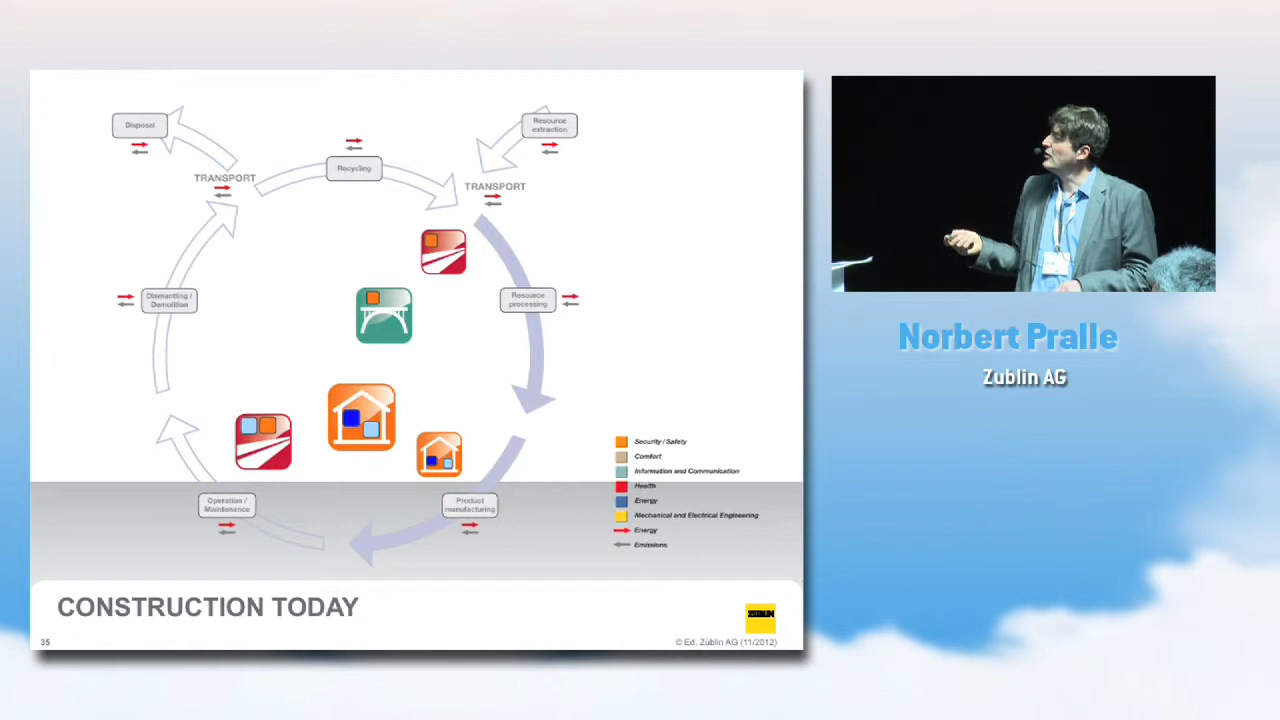 Disposal
Resource
extraction
Recycling
TRANSPORT
TRANSPORT
Dismantling /
Demolition
Resource
processing
Operation /
Maintenance
Product
manufacturing
Security / Safety
Comfort
Information and Communication
Health
Energy
Mechanical and Electrical Engineering
Energy
Emissions
CONSTRUCTION TODAY
ZÜBLIN
35
© Ed. Züblin AG (11/2012)
Norbert Pralle
Zublin AG